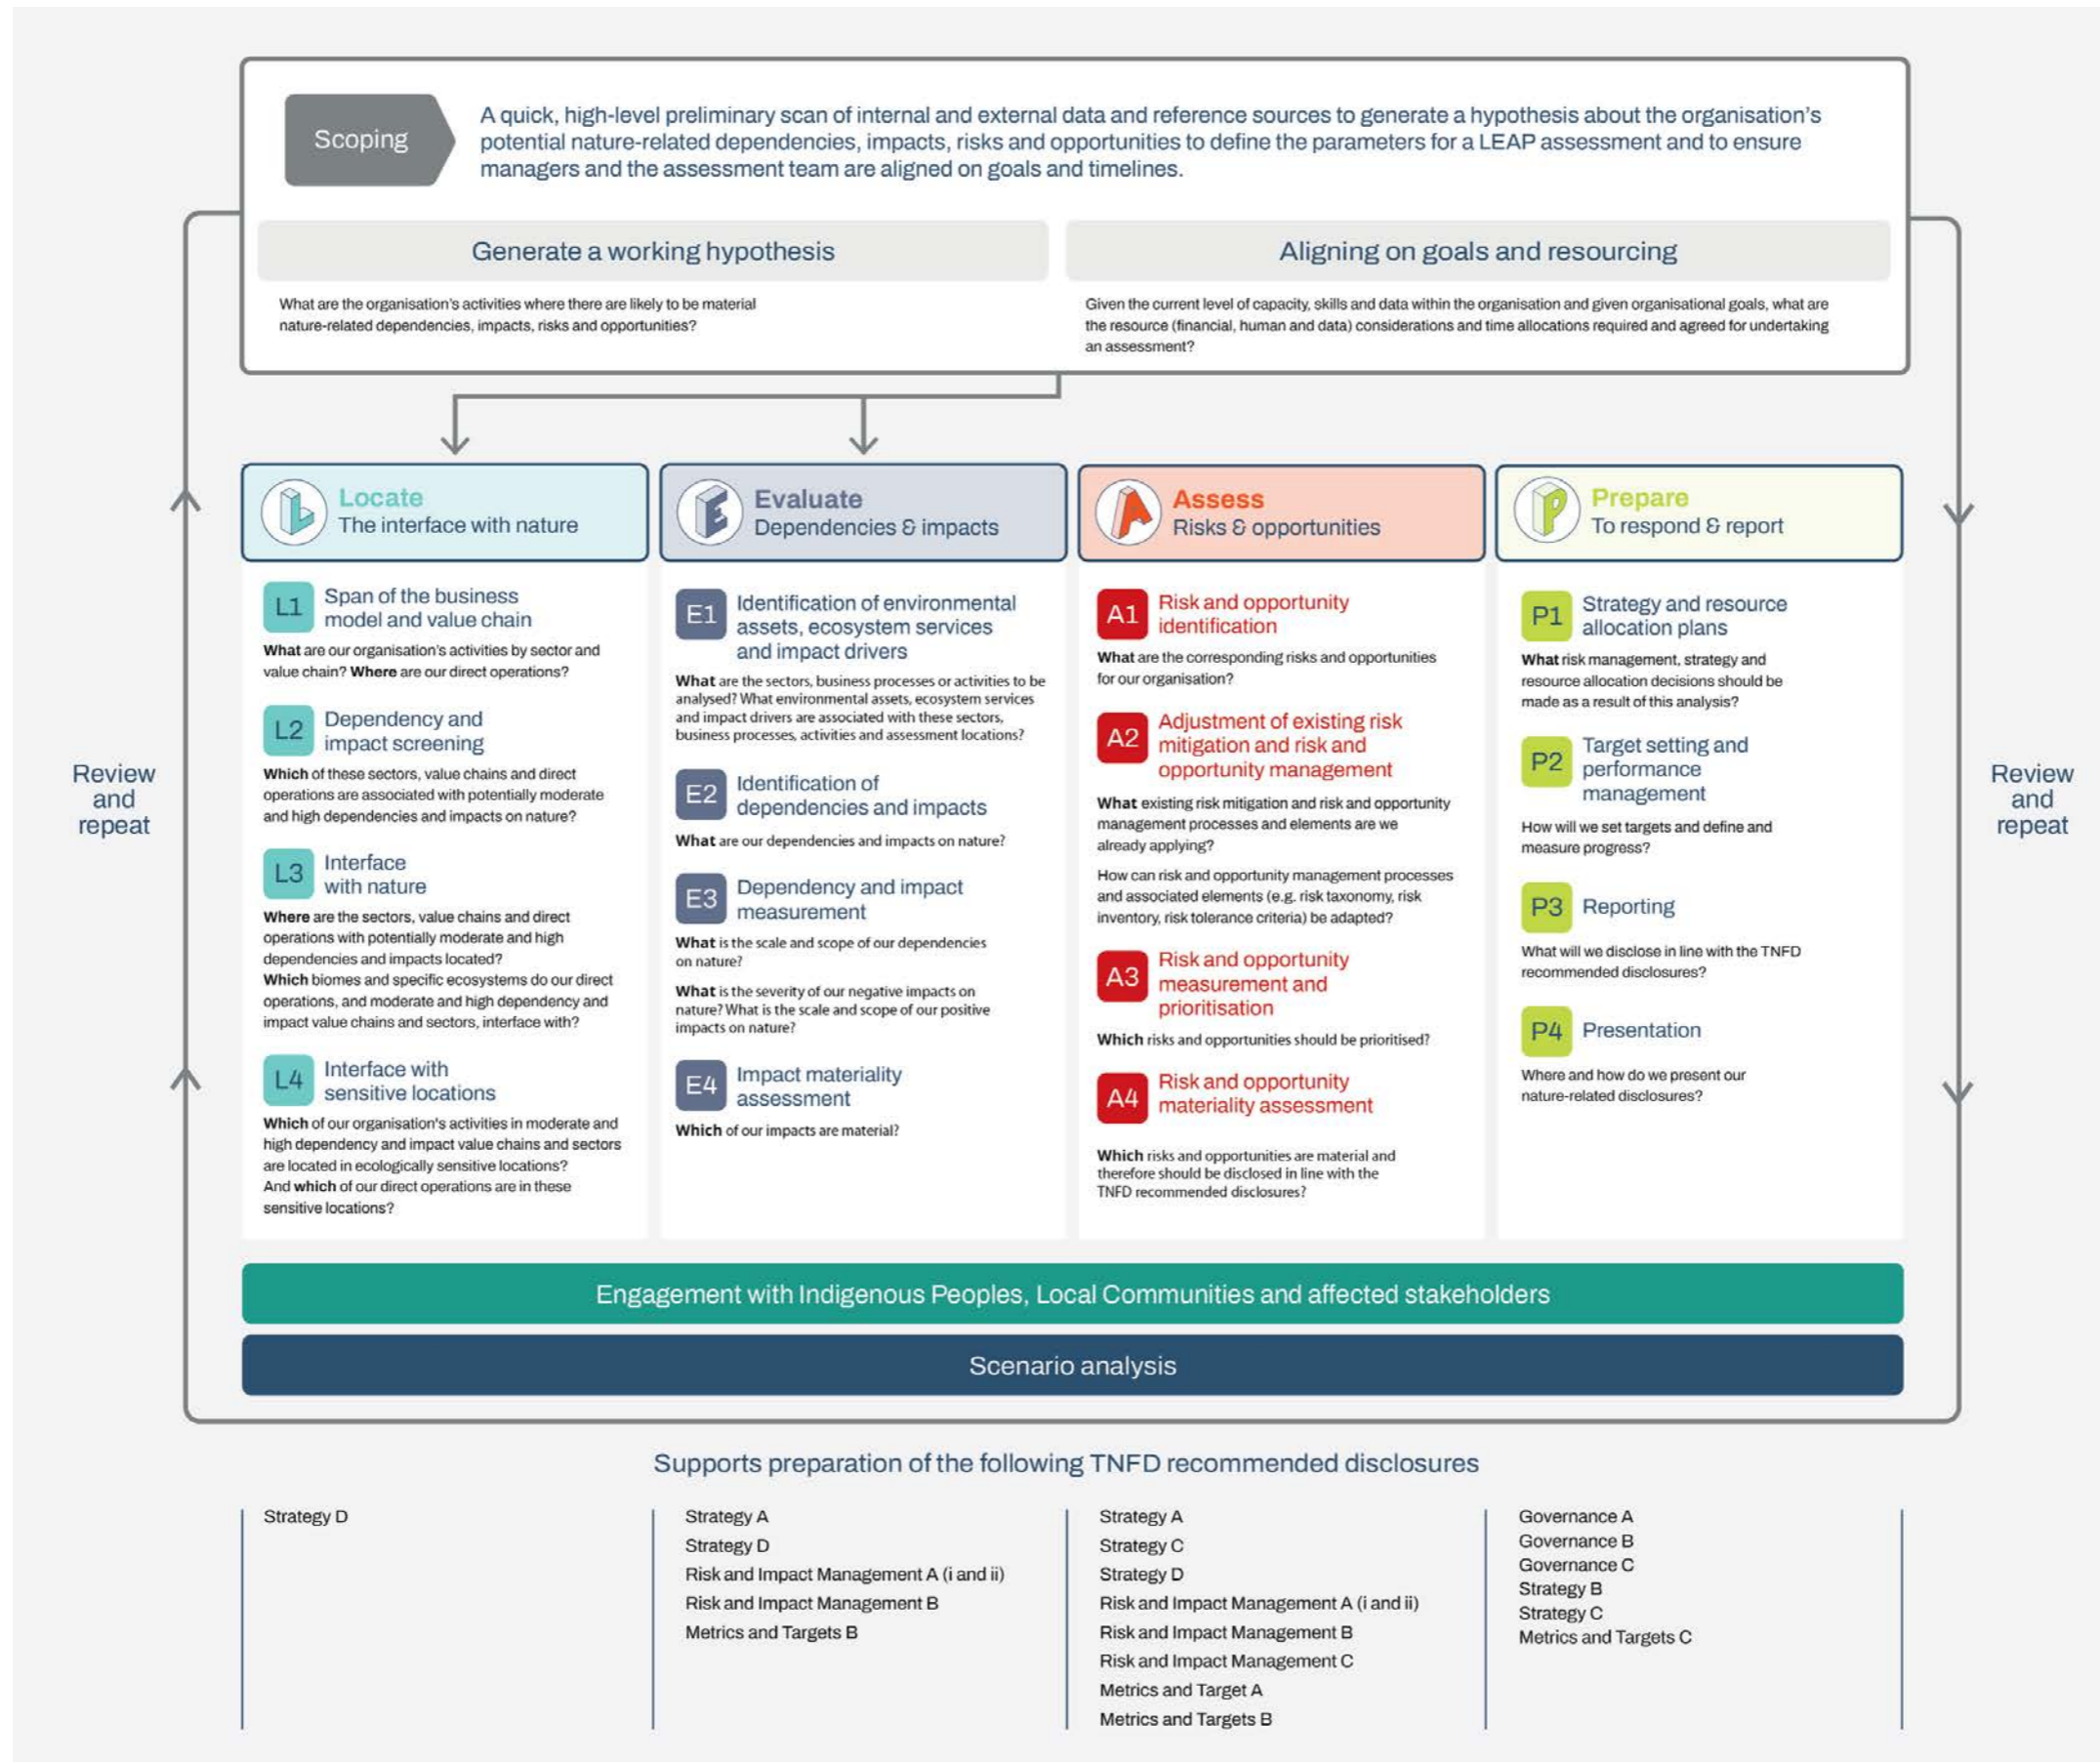 Scoping
A quick, high-level preliminary scan of internal and external data and reference sources to generate a hypothesis about the organisation's
potential nature-related dependencies, impacts, risks and opportunities to define the parameters for a LEAP assessment and to ensure
managers and the assessment team are aligned on goals and timelines.
Generate a working hypothesis
What are the organisation's activities where there are likely to be material
nature-related dependencies, impacts, risks and opportunities?
Aligning on goals and resourcing
Given the current level of capacity, skills and data within the organisation and given organisational goals, what are
the resource (financial, human and data) considerations and time allocations required and agreed for undertaking
an assessment?
Review
and
repeat
L
Locate
The interface with nature
L1
Span of the business
model and value chain
What are our organisation's activities by sector and
value chain? Where are our direct operations?
L2
Dependency and
impact screening
Which of these sectors, value chains and direct
operations are associated with potentially moderate
and high dependencies and impacts on nature?
L3
Interface
with nature
Where are the sectors, value chains and direct
operations with potentially moderate and high
dependencies and impacts located?
Which biomes and specific ecosystems do our direct
operations, and moderate and high dependency and
impact value chains and sectors, interface with?
L4
Interface with
sensitive locations
Which of our organisation's activities in moderate and
high dependency and impact value chains and sectors
are located in ecologically sensitive locations?
And which of our direct operations are in these
sensitive locations?
E
Evaluate
Dependencies & impacts
E1
Identification of environmental
assets, ecosystem services
and impact drivers
What are the sectors, business processes or activities to be
analysed? What environmental assets, ecosystem services
and impact drivers are associated with these sectors,
business processes, activities and assessment locations?
E2
Identification of
dependencies and impacts
What are our dependencies and impacts on nature?
E3
Dependency and impact
measurement
What is the scale and scope of our dependencies
on nature?
What is the severity of our negative impacts on
nature? What is the scale and scope of our positive
impacts on nature?
E4
Impact materiality
assessment
Which of our impacts are material?
A
Assess
Risks & opportunities
A1
Risk and opportunity
identification
What are the corresponding risks and opportunities
for our organisation?
A2
Adjustment of existing risk
mitigation and risk and
opportunity management
What existing risk mitigation and risk and opportunity
management processes and elements are we
already applying?
How can risk and opportunity management processes
and associated elements (e.g. risk taxonomy, risk
inventory, risk tolerance criteria) be adapted?
A3
Risk and opportunity
measurement and
prioritisation
Which risks and opportunities should be prioritised?
A4
Risk and opportunity
materiality assessment
Which risks and opportunities are material and
therefore should be disclosed in line with the
TNFD recommended disclosures?
P
Prepare
To respond & report
P1
Strategy and resource
allocation plans
What risk management, strategy and
resource allocation decisions should be
made as a result of this analysis?
P2
Target setting and
performance
management
How will we set targets and define and
measure progress?
P3
Reporting
What will we disclose in line with the TNFD
recommended disclosures?
P4
Presentation
Where and how do we present our
nature-related disclosures?
Review
and
repeat
Engagement with Indigenous Peoples, Local Communities and affected stakeholders
Scenario analysis
Supports preparation of the following TNFD recommended disclosures
Strategy D
Strategy A
Strategy D
Risk and Impact Management A (i and ii)
Risk and Impact Management B
Metrics and Targets B
Strategy A
Strategy C
Strategy D
Risk and Impact Management A (i and ii)
Risk and Impact Management B
Risk and Impact Management C
Metrics and Target A
Metrics and Targets B
Governance A
Governance B
Governance C
Strategy B
Strategy C
Metrics and Targets C